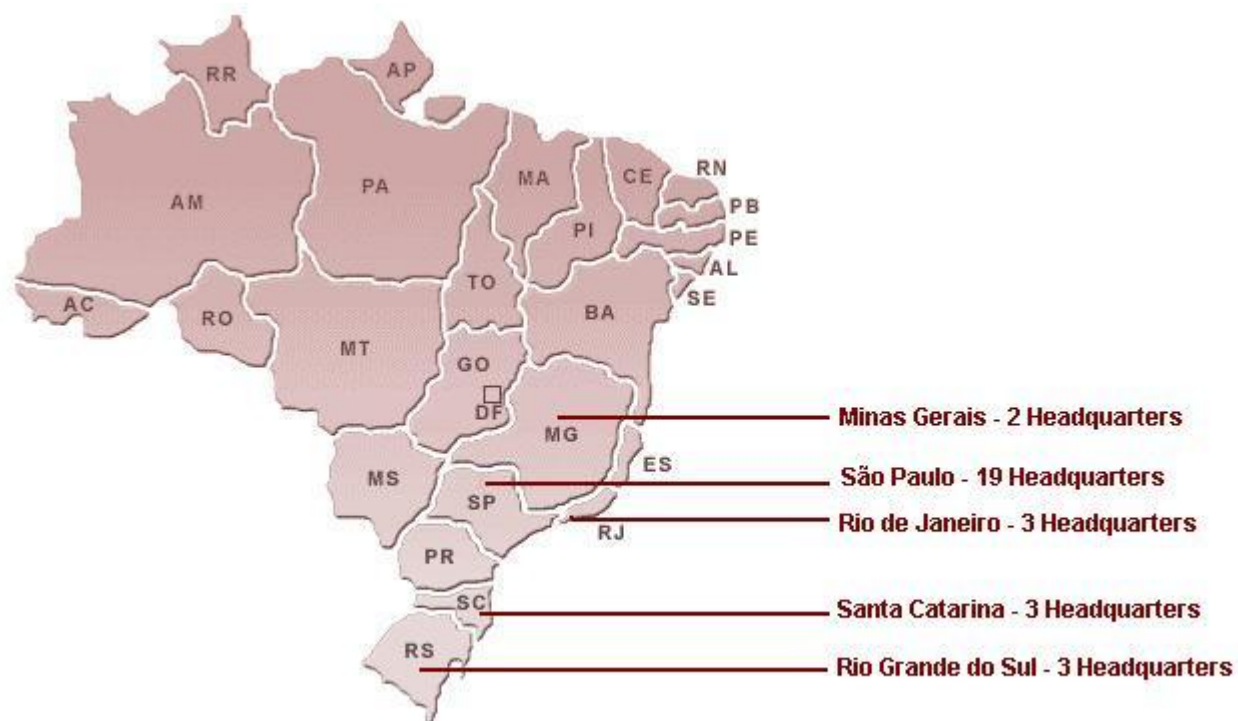 RR
AP
AM
PA
MA
CE
RN
PB
PI
PE
AL
SE
TO
AC
RO
BA
MT
GO
DF
MG
Minas Gerais - 2 Headquarters
ES
MS
SP
São Paulo - 19 Headquarters
RJ
Rio de Janeiro - 3 Headquarters
PR
SC
Santa Catarina - 3 Headquarters
RS
Rio Grande do Sul - 3 Headquarters